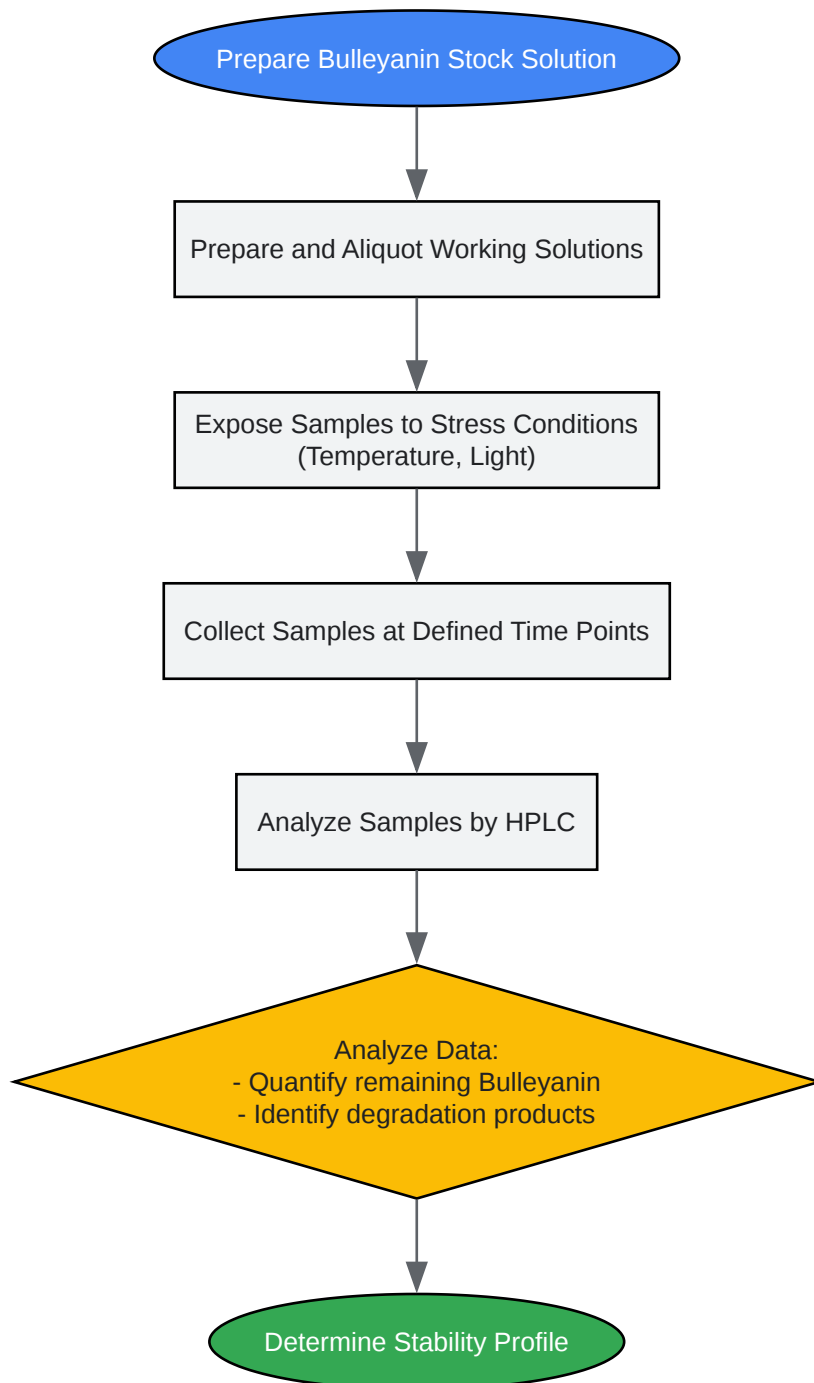 Prepare Bulleyanin Stock Solution
Prepare and Aliquot Working Solutions
Expose Samples to Stress Conditions
(Temperature, Light)
Collect Samples at Defined Time Points
Analyze Samples by HPLC
Analyze Data:
- Quantify remaining Bulleyanin
- Identify degradation products
Determine Stability Profile